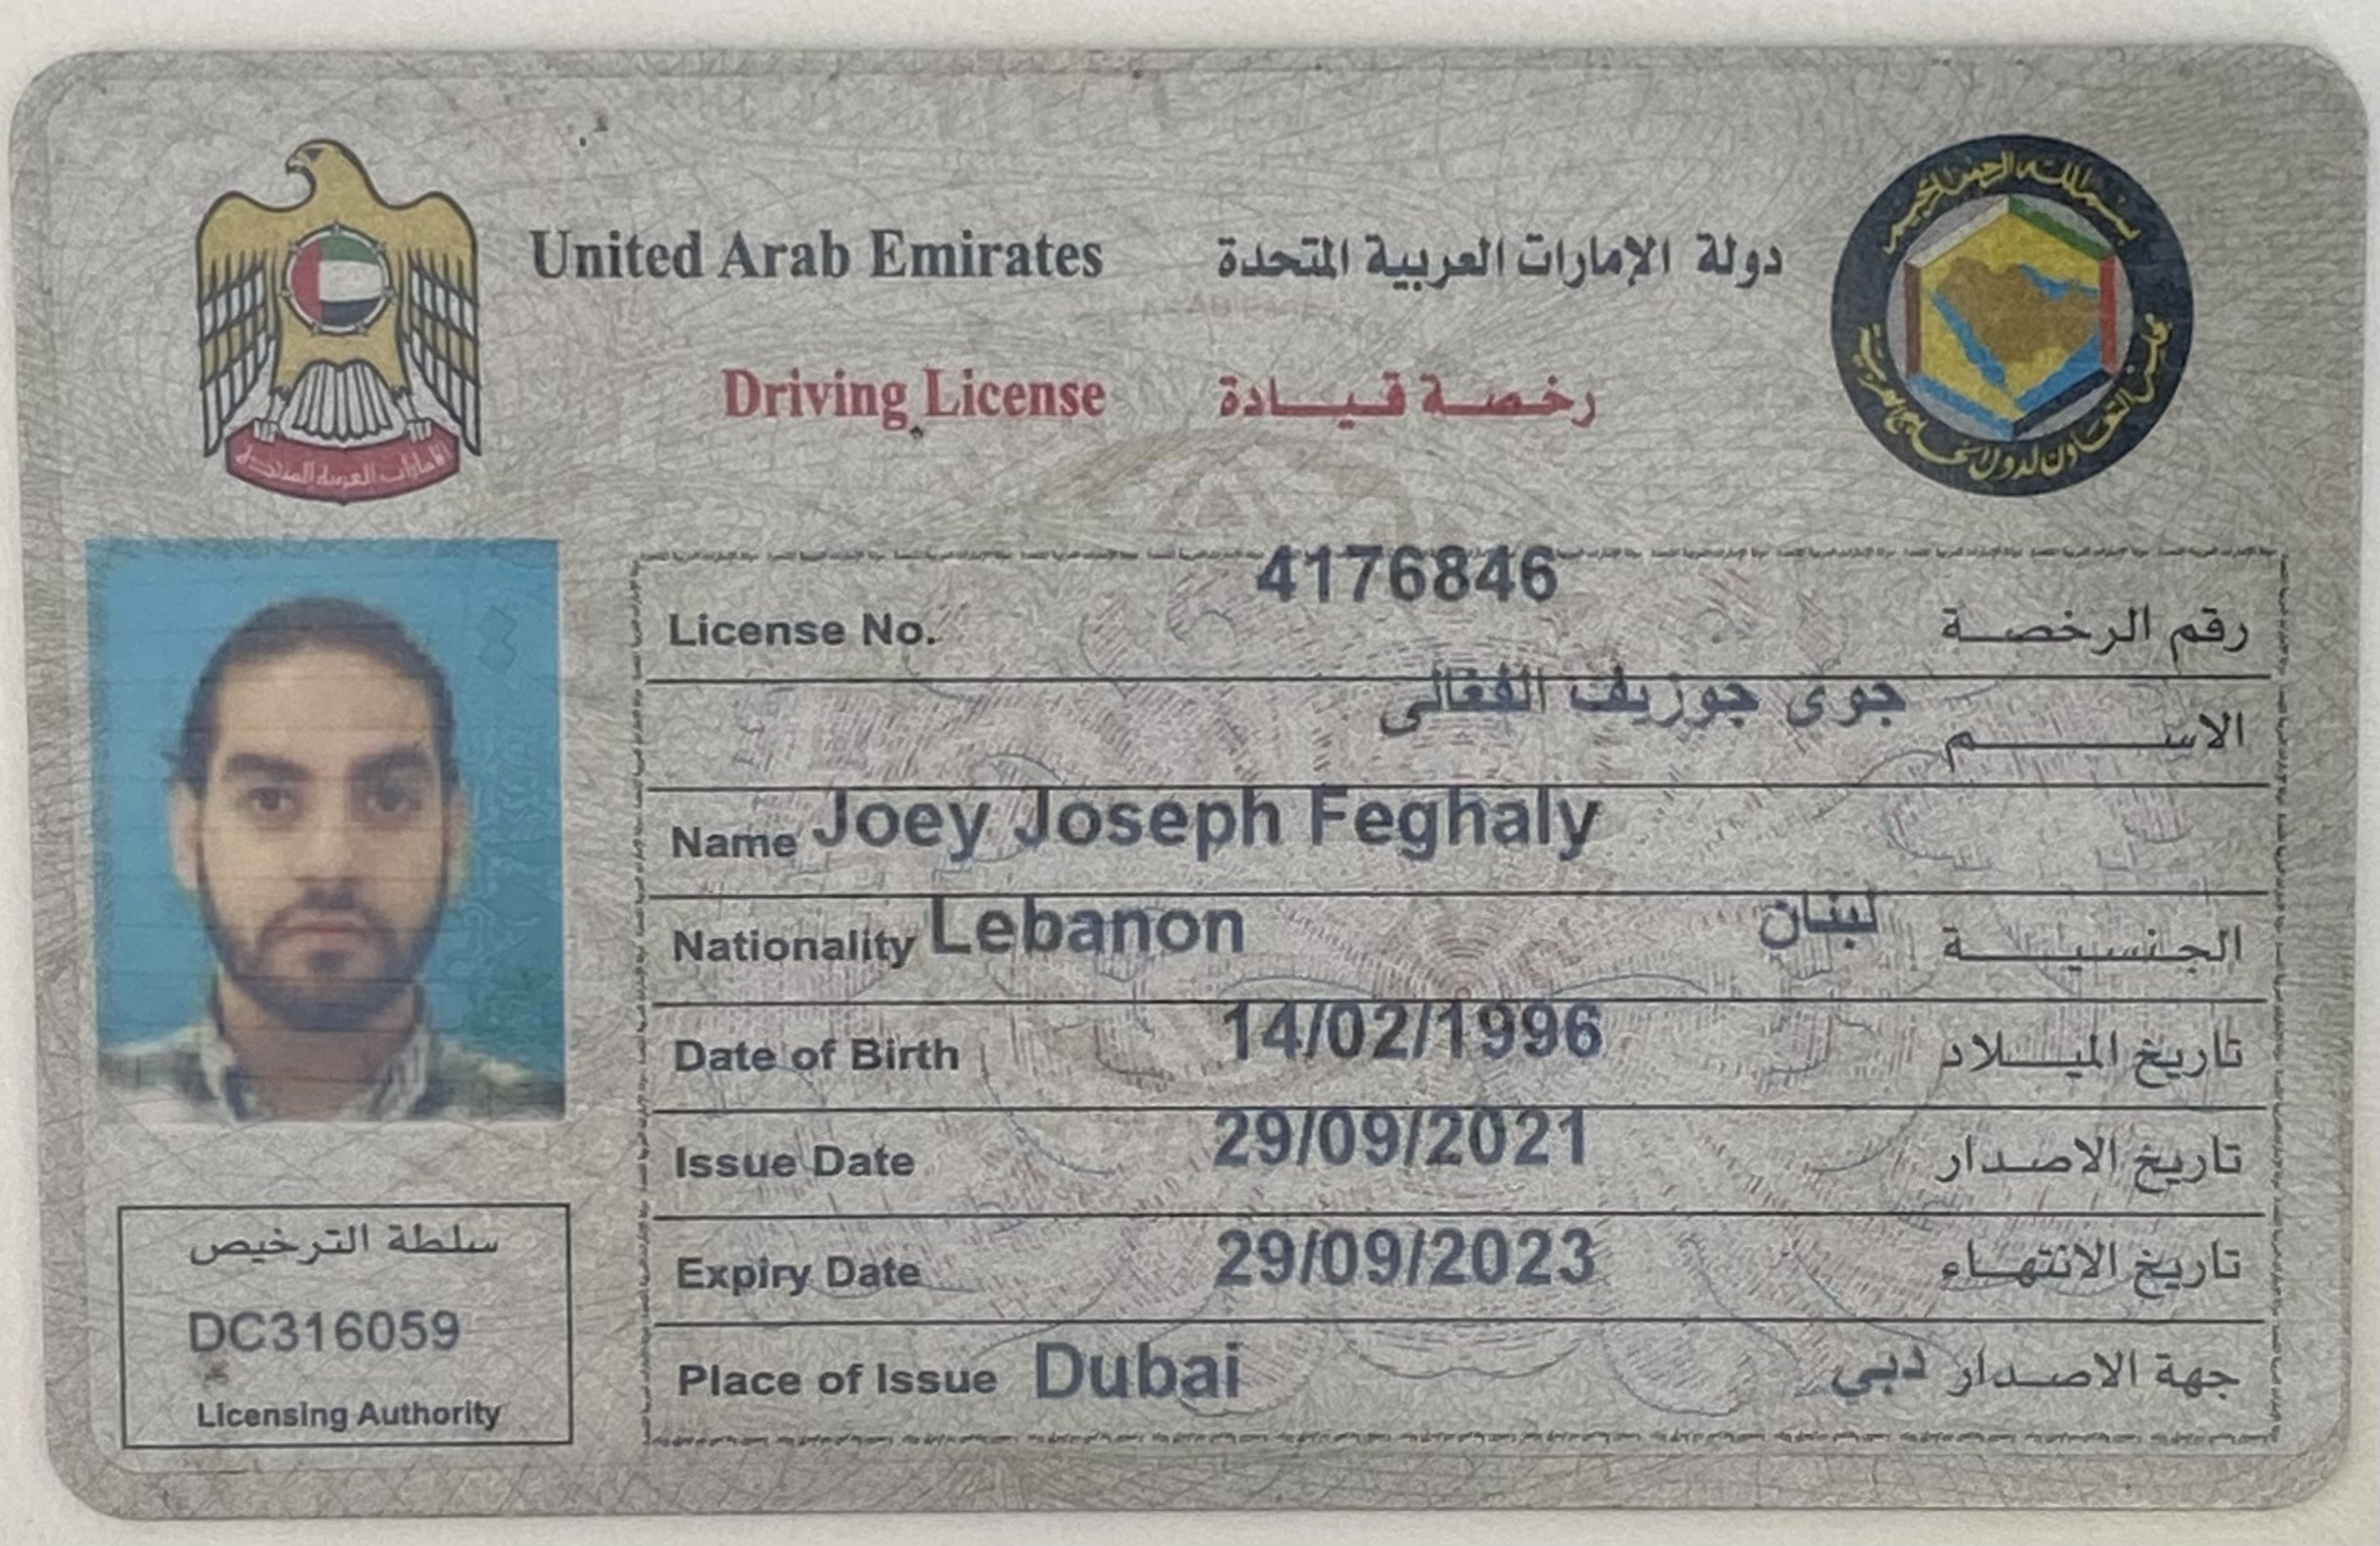 United Arab Emirates دولة الإمارات العربية المتحدة
Driving License رخصة قيادة
الامارات العربية المتحدة
بسم الله الرحمن الرحيم
مجلس التعاون لدول الخليج العربية
License No. 4176846 رقم الرخصة
جوى جوزيف الفغالى الاسم
Name Joey Joseph Feghaly
Nationality Lebanon لبنان الجنسية
Date of Birth 14/02/1996 تاريخ الميلاد
Issue Date 29/09/2021 تاريخ الاصدار
Expiry Date 29/09/2023 تاريخ الانتهاء
Place of Issue Dubai دبي جهة الاصدار
سلطة الترخيص
DC316059
Licensing Authority